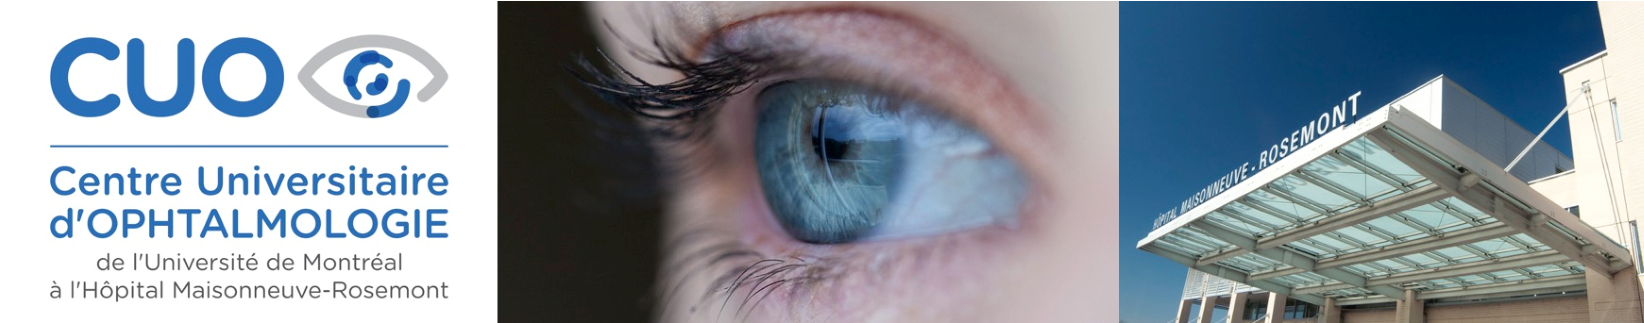 CUO
Centre Universitaire
d'OPHTALMOLOGIE
de l'Université de Montréal
à l'Hôpital Maisonneuve-Rosemont
HÔPITAL MAISONNEUVE - ROSEMONT